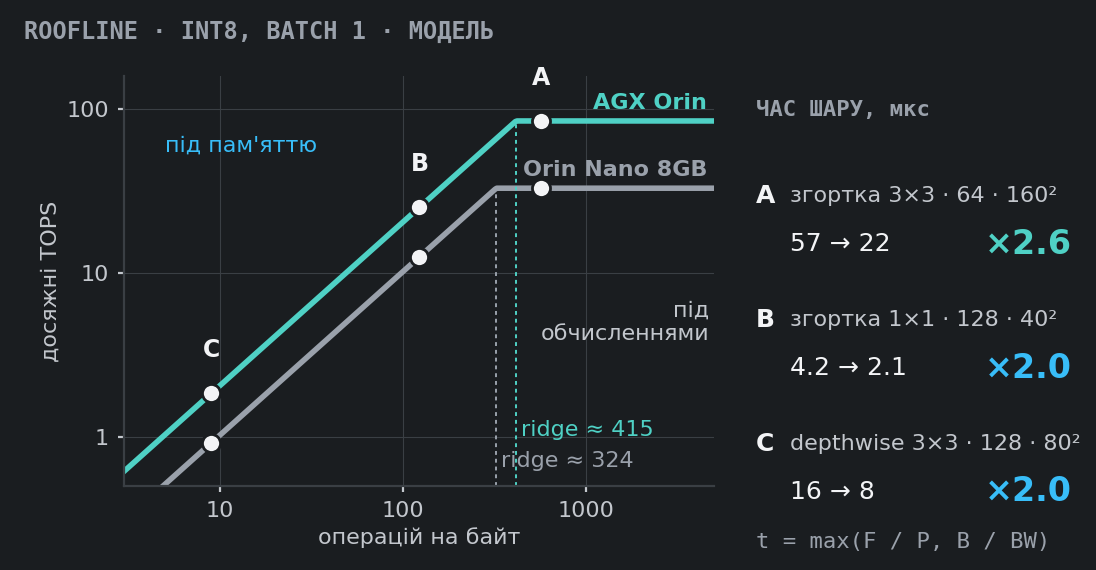 ROOFLINE · INT8, BATCH 1 · МОДЕЛЬ
A
100
AGX Orin
під пам'яттю
B
Orin Nano 8GB
досяжні TOPS
10
під
обчисленнями
C
1
ridge ≈ 415
ridge ≈ 324
10
100
1000
операцій на байт
ЧАС ШАРУ, мкс
A згортка 3×3 · 64 · 160²
57 → 22 ×2.6
B згортка 1×1 · 128 · 40²
4.2 → 2.1 ×2.0
C depthwise 3×3 · 128 · 80²
16 → 8 ×2.0
t = max(F / P, B / BW)